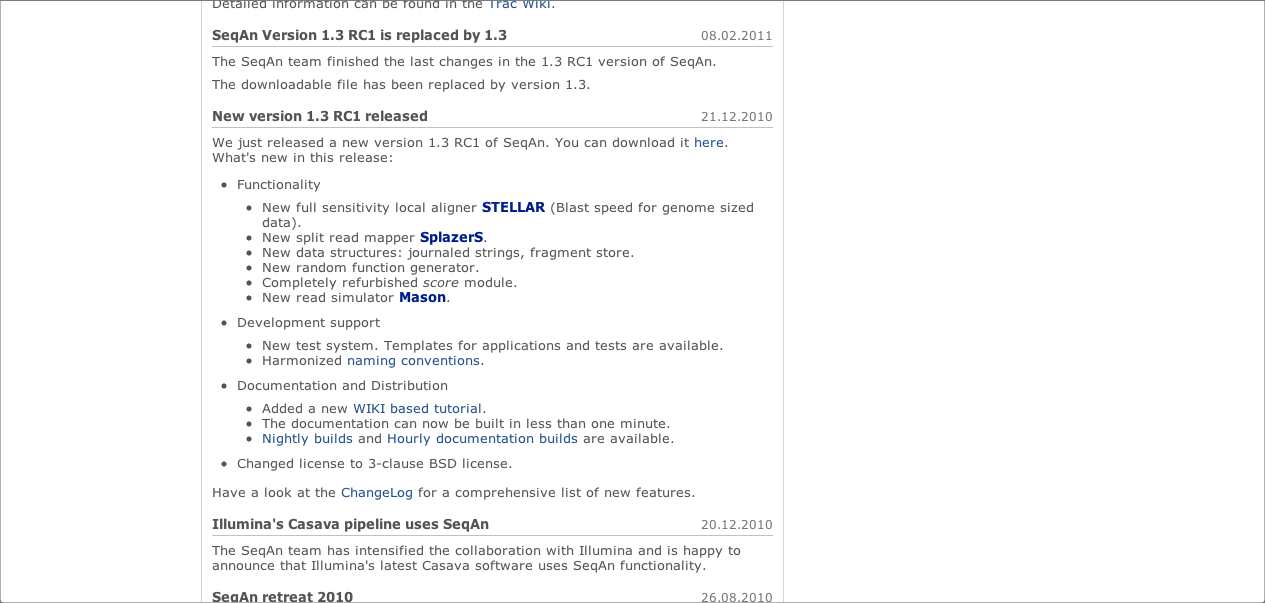 Detailed information can be found in the Trac Wiki.
SeqAn Version 1.3 RC1 is replaced by 1.3 08.02.2011
The SeqAn team finished the last changes in the 1.3 RC1 version of SeqAn.
The downloadable file has been replaced by version 1.3.
New version 1.3 RC1 released 21.12.2010
We just released a new version 1.3 RC1 of SeqAn. You can download it here.
What's new in this release:
Functionality
New full sensitivity local aligner STELLAR (Blast speed for genome sized
data).
New split read mapper SplazerS.
New data structures: journaled strings, fragment store.
New random function generator.
Completely refurbished score module.
New read simulator Mason.
Development support
New test system. Templates for applications and tests are available.
Harmonized naming conventions.
Documentation and Distribution
Added a new WIKI based tutorial.
The documentation can now be built in less than one minute.
Nightly builds and Hourly documentation builds are available.
Changed license to 3-clause BSD license.
Have a look at the ChangeLog for a comprehensive list of new features.
Illumina's Casava pipeline uses SeqAn 20.12.2010
The SeqAn team has intensified the collaboration with Illumina and is happy to
announce that Illumina's latest Casava software uses SeqAn functionality.
SeqAn retreat 2010 26.08.2010